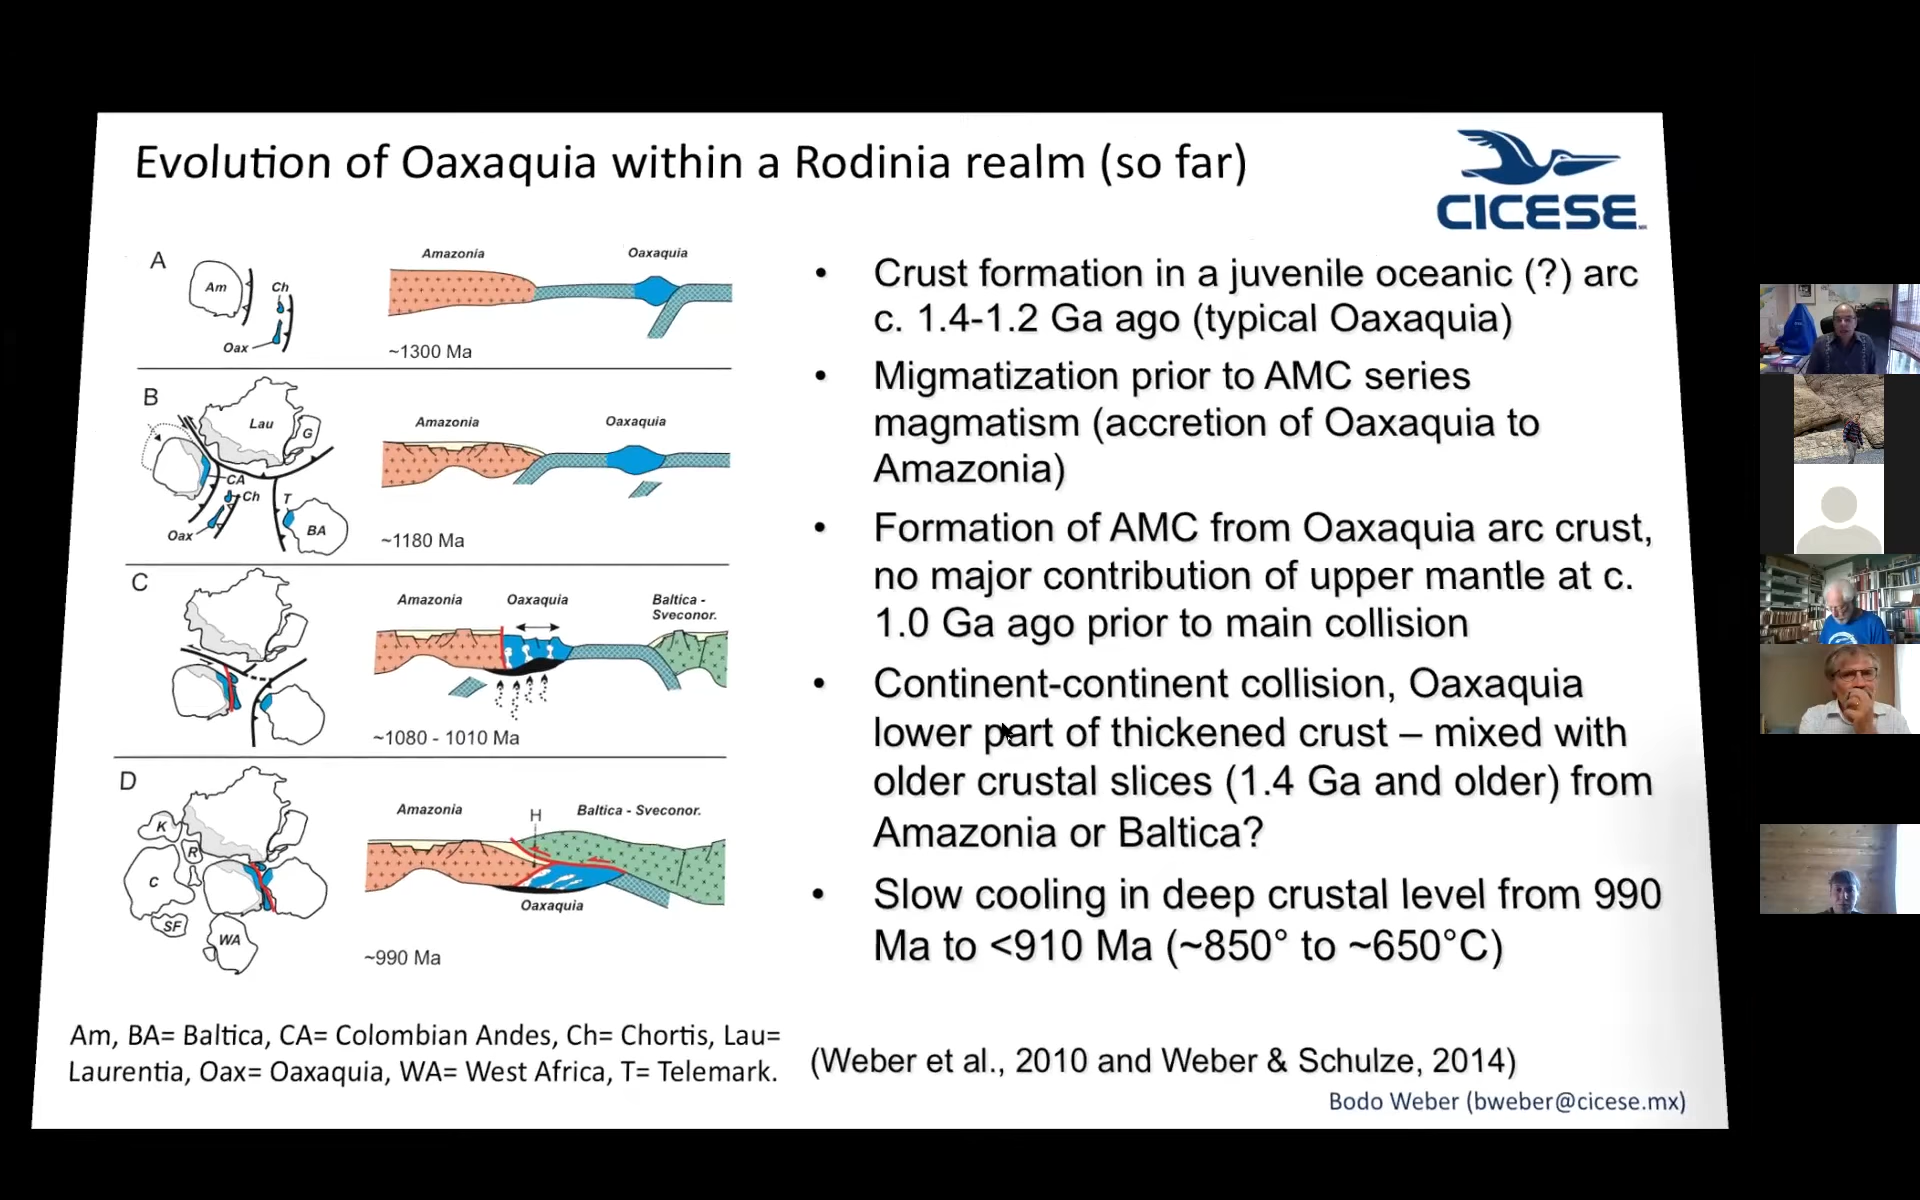 Evolution of Oaxaquia within a Rodinia realm (so far)
CICESE
A
Am
Ch
Oax
Amazonia
Oaxaquia
~1300 Ma
B
Lau
G
CA
Ch
T
Oax
BA
Amazonia
Oaxaquia
~1180 Ma
C
Amazonia
Oaxaquia
Baltica -
Sveconor.
~1080 - 1010 Ma
D
K
R
C
SF
WA
Amazonia
H
Baltica - Sveconor.
Oaxaquia
~990 Ma
• Crust formation in a juvenile oceanic (?) arc
c. 1.4-1.2 Ga ago (typical Oaxaquia)
• Migmatization prior to AMC series
magmatism (accretion of Oaxaquia to
Amazonia)
• Formation of AMC from Oaxaquia arc crust,
no major contribution of upper mantle at c.
1.0 Ga ago prior to main collision
• Continent-continent collision, Oaxaquia
lower part of thickened crust – mixed with
older crustal slices (1.4 Ga and older) from
Amazonia or Baltica?
• Slow cooling in deep crustal level from 990
Ma to <910 Ma (~850° to ~650°C)
Am, BA= Baltica, CA= Colombian Andes, Ch= Chortis, Lau=
Laurentia, Oax= Oaxaquia, WA= West Africa, T= Telemark.
(Weber et al., 2010 and Weber & Schulze, 2014)
Bodo Weber (bweber@cicese.mx)